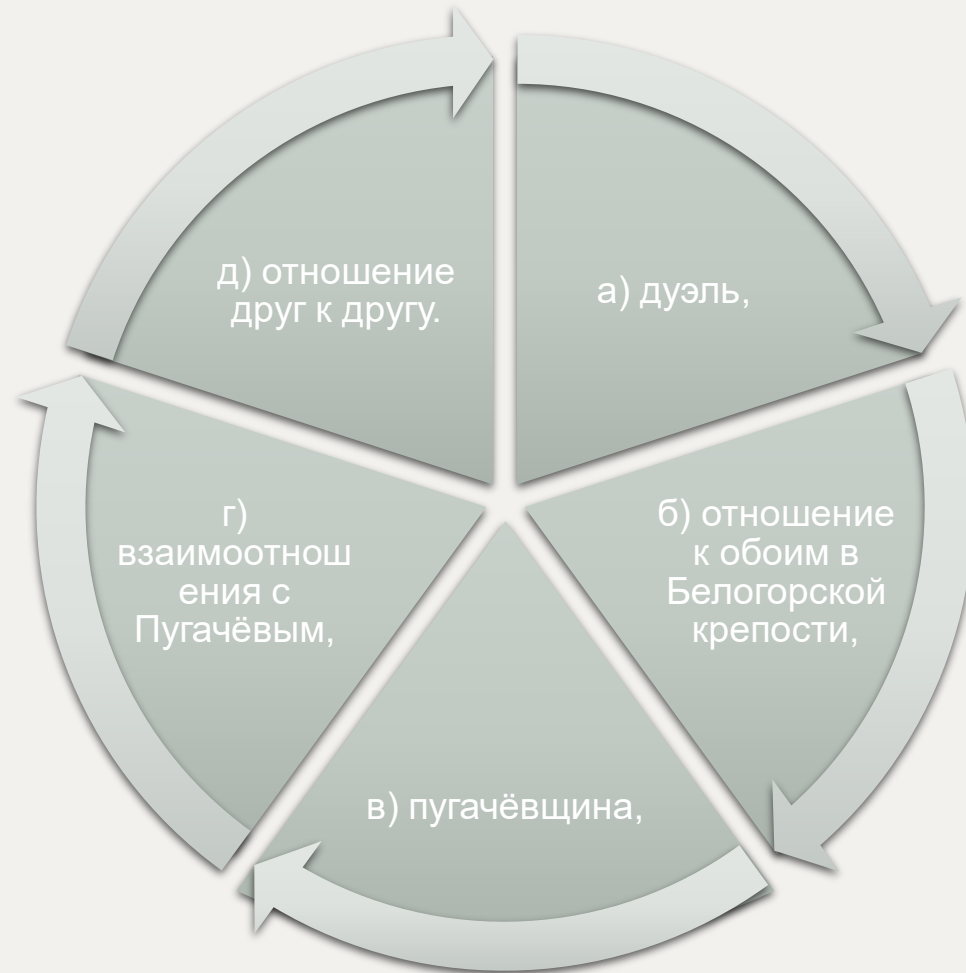 а) дуэль,
б) отношение
к обоим в
Белогорской
крепости,
в) пугачёвщина,
г)
взаимоотнош
ения с
Пугачёвым,
д) отношение
друг к другу.